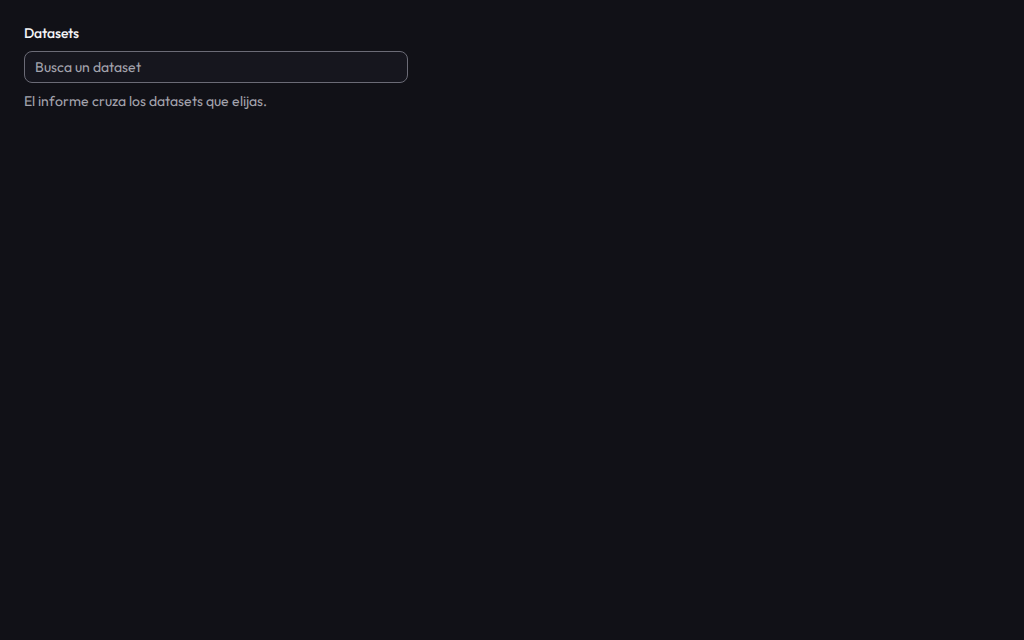 Datasets
Busca un dataset
El informe cruza los datasets que elijas.